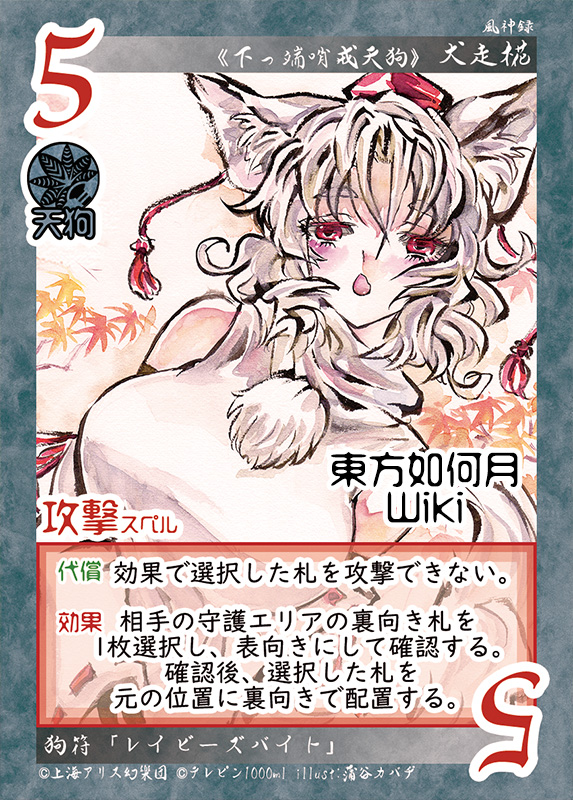 風神録
5
《下っ端哨戒天狗》 犬走椛
天狗
東方如何月
Wiki
攻撃スペル
代償 効果で選択した札を攻撃できない。
効果 相手の守護エリアの裏向き札を
1枚選択し、表向きにして確認する。
確認後、選択した札を
元の位置に裏向きで配置する。
5
狗符「レイビーズバイト」
©上海アリス幻樂団 ©テレピン1000ml illust:蒲谷カバヂ